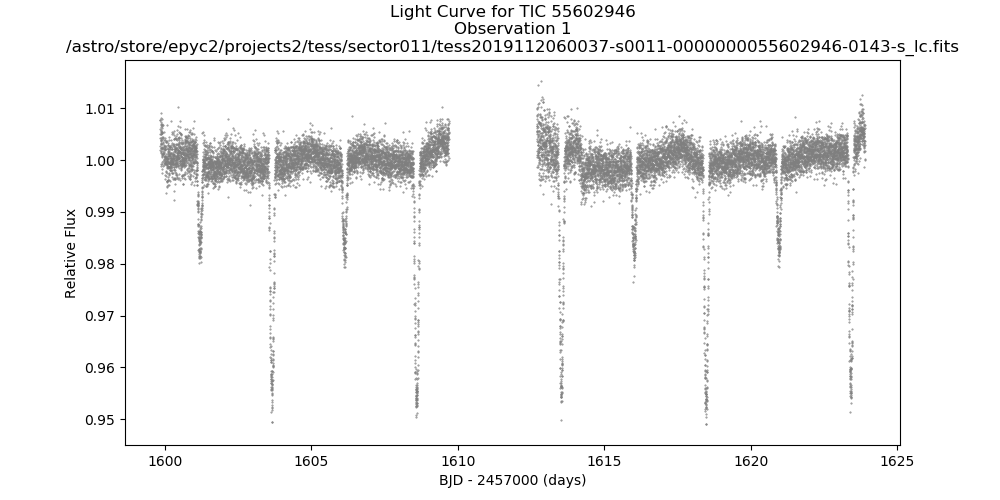 Light Curve for TIC 55602946
Observation 1
/astro/store/epyc2/projects2/tess/sector011/tess2019112060037-s0011-0000000055602946-0143-s_lc.fits
1.01
1.00
0.99
0.98
0.97
0.96
0.95
Relative Flux
1600
1605
1610
1615
1620
1625
BJD - 2457000 (days)